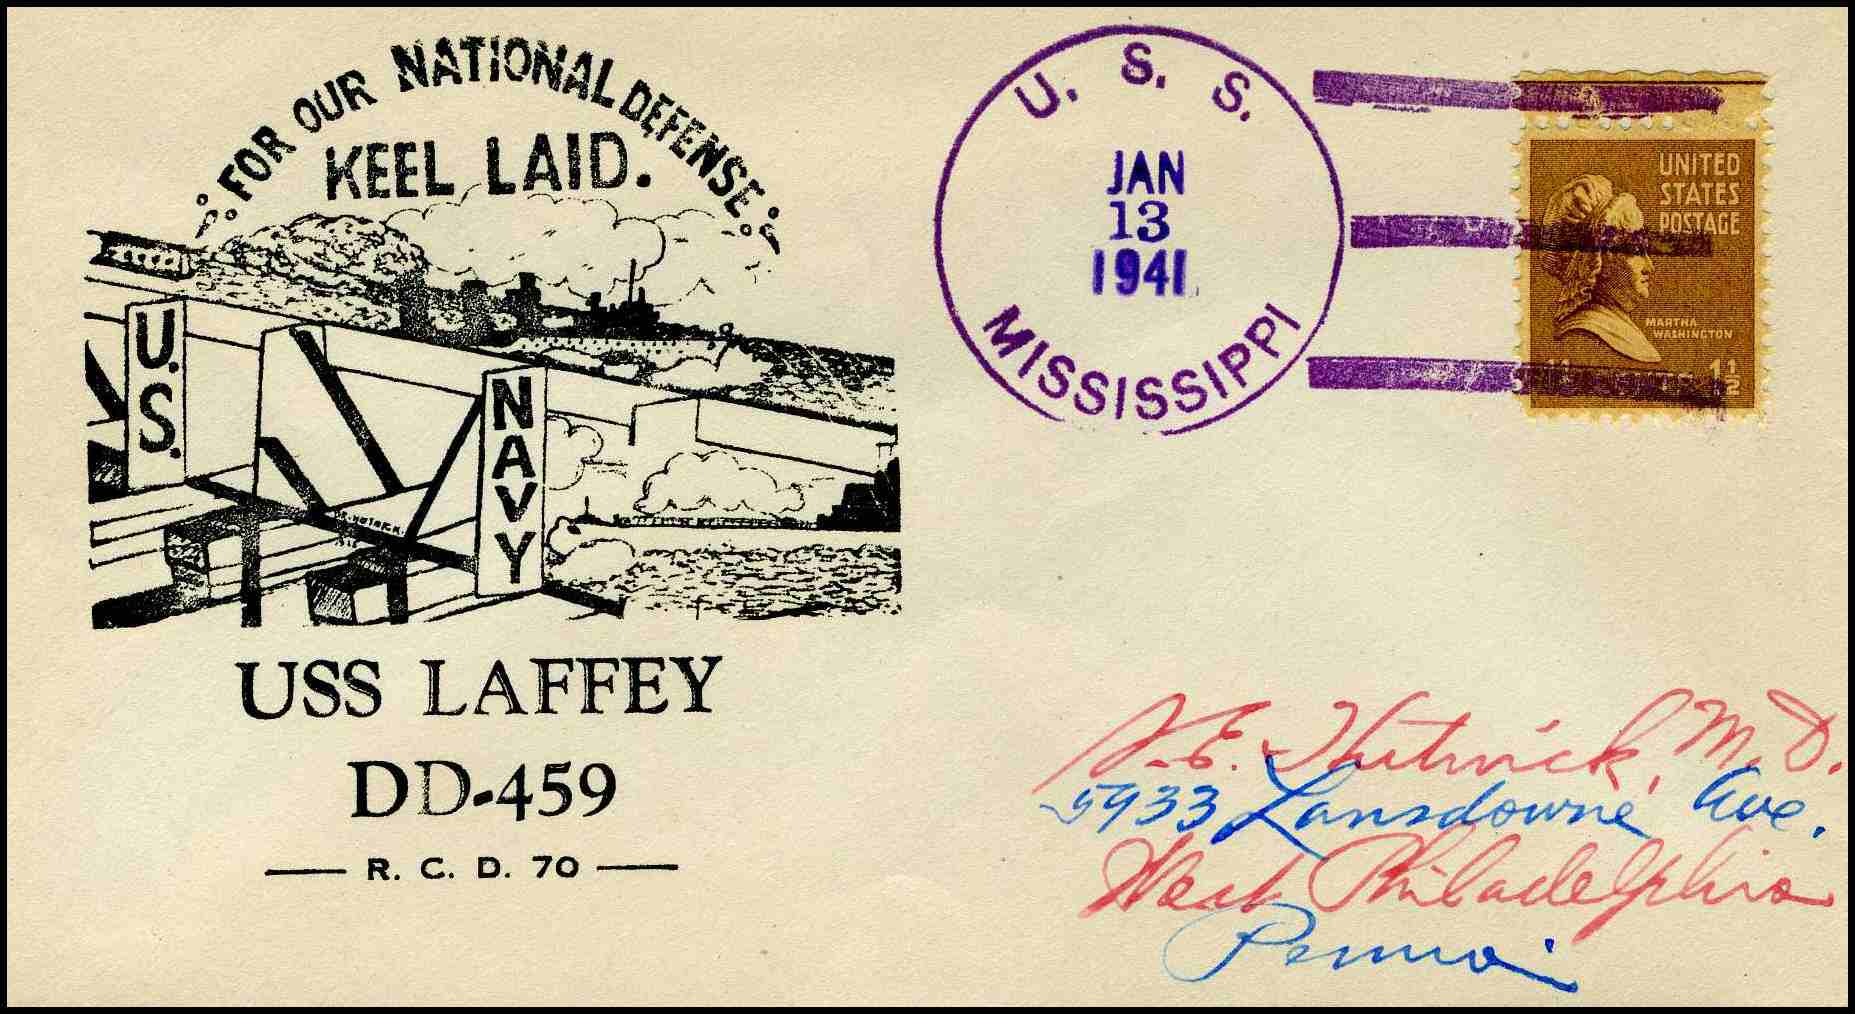 FOR OUR NATIONAL DEFENSE
KEEL LAID.
U.S.
NAVY
USS LAFFEY
DD-459
R. C. D. 70
U. S. S.
JAN
13
1941
MISSISSIPPI
UNITED
STATES
POSTAGE
MARTHA
WASHINGTON
1½
E. Hutnick, M.D.
5933 Lansdowne Ave.
West Philadelphia
Penna.